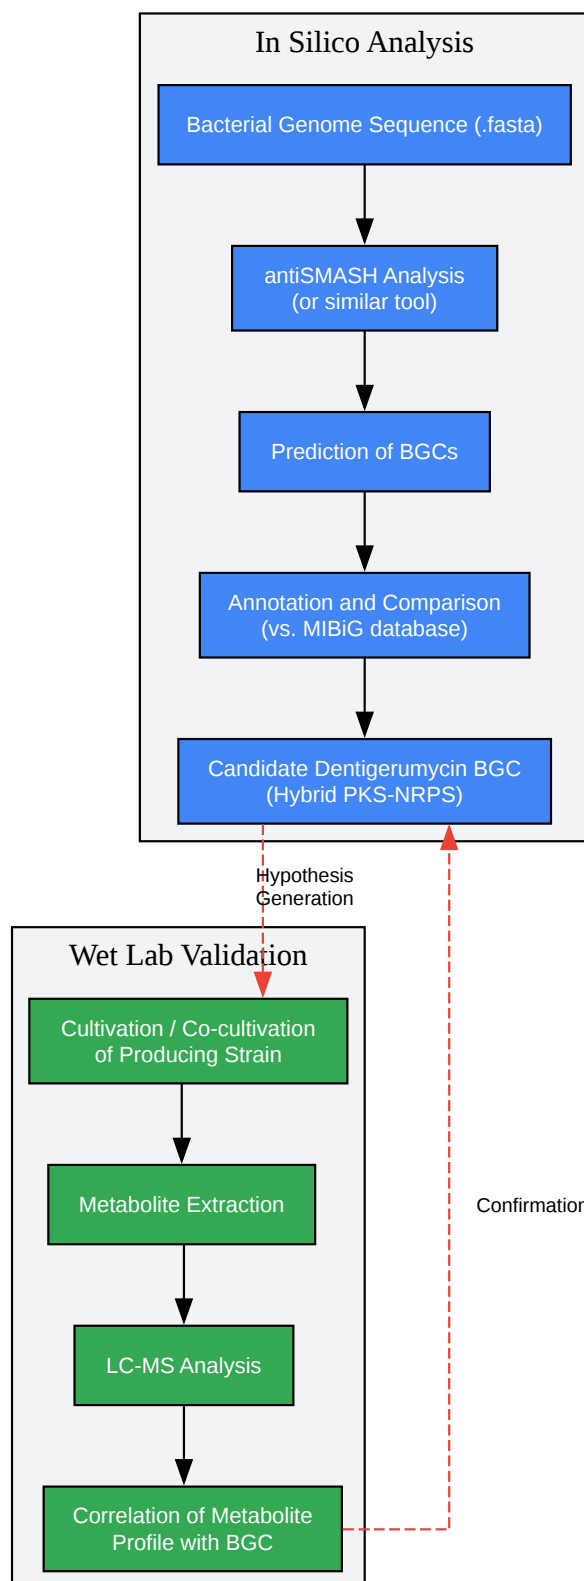 In Silico Analysis
Bacterial Genome Sequence (.fasta)
antiSMASH Analysis
(or similar tool)
Prediction of BGCs
Annotation and Comparison
(vs. MIBiG database)
Candidate Dentigerumycin BGC
(Hybrid PKS-NRPS)
Hypothesis
Generation
Wet Lab Validation
Cultivation / Co-cultivation
of Producing Strain
Metabolite Extraction
Confirmation
LC-MS Analysis
Correlation of Metabolite
Profile with BGC